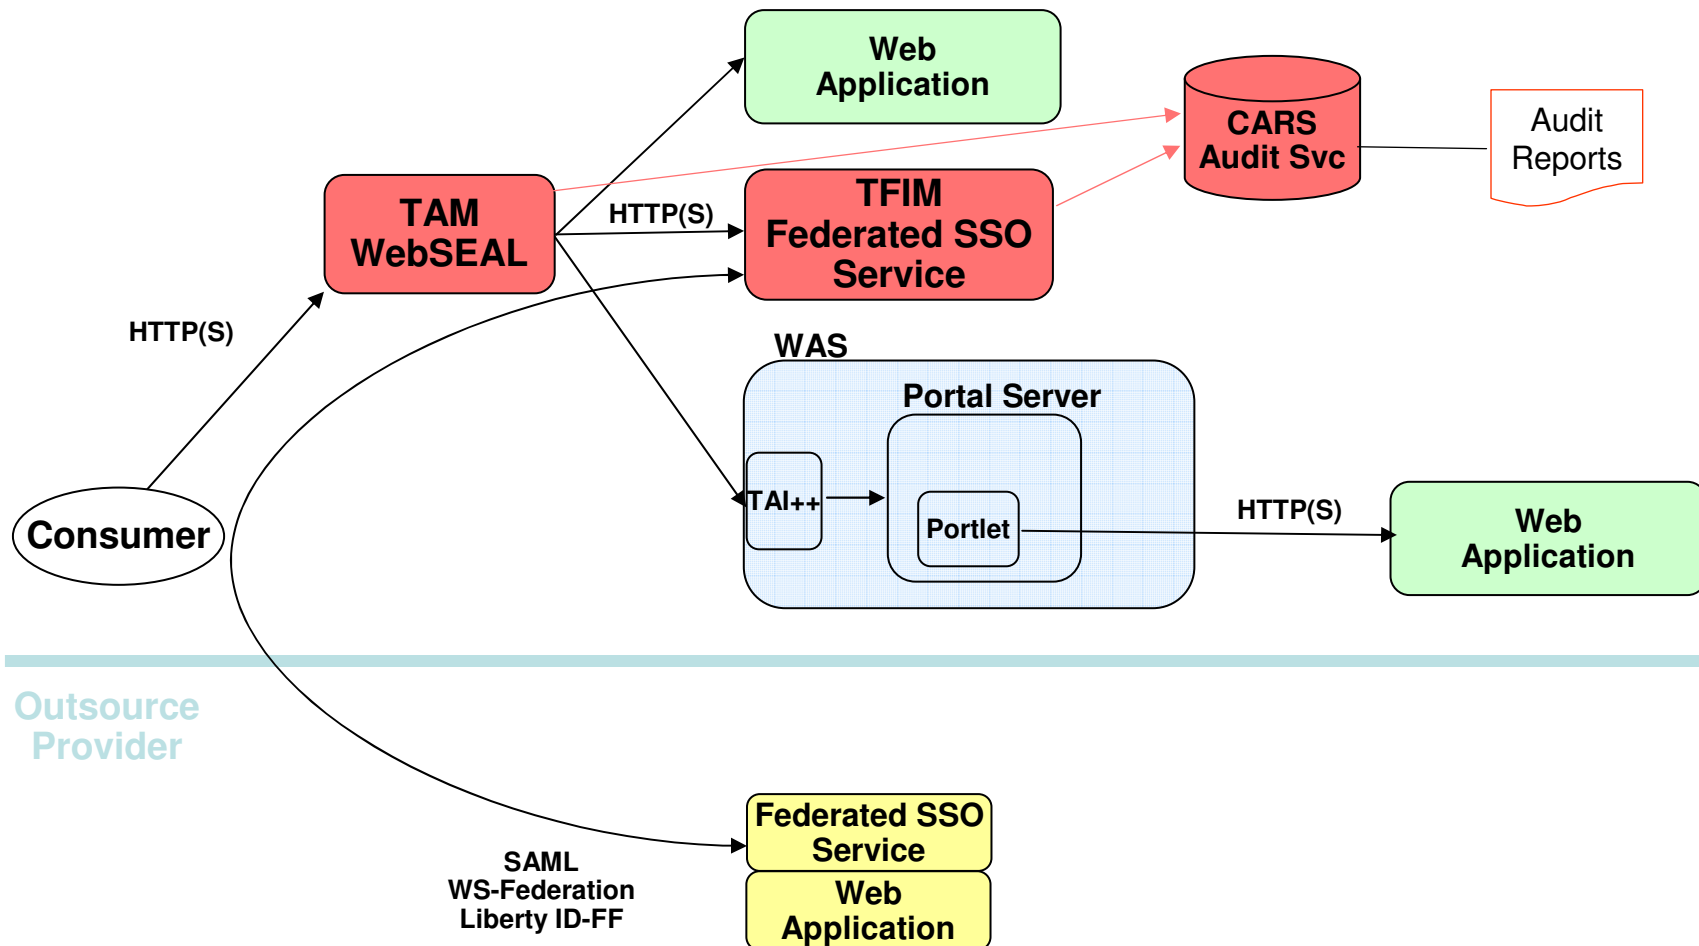 Web
Application
CARS
Audit Svc
Audit
Reports
TAM
WebSEAL
HTTP(S)
TFIM
Federated SSO
Service
HTTP(S)
WAS
Portal Server
TAI++
Portlet
HTTP(S)
Web
Application
Consumer
Outsource
Provider
Federated SSO
Service
Web
Application
SAML
WS-Federation
Liberty ID-FF